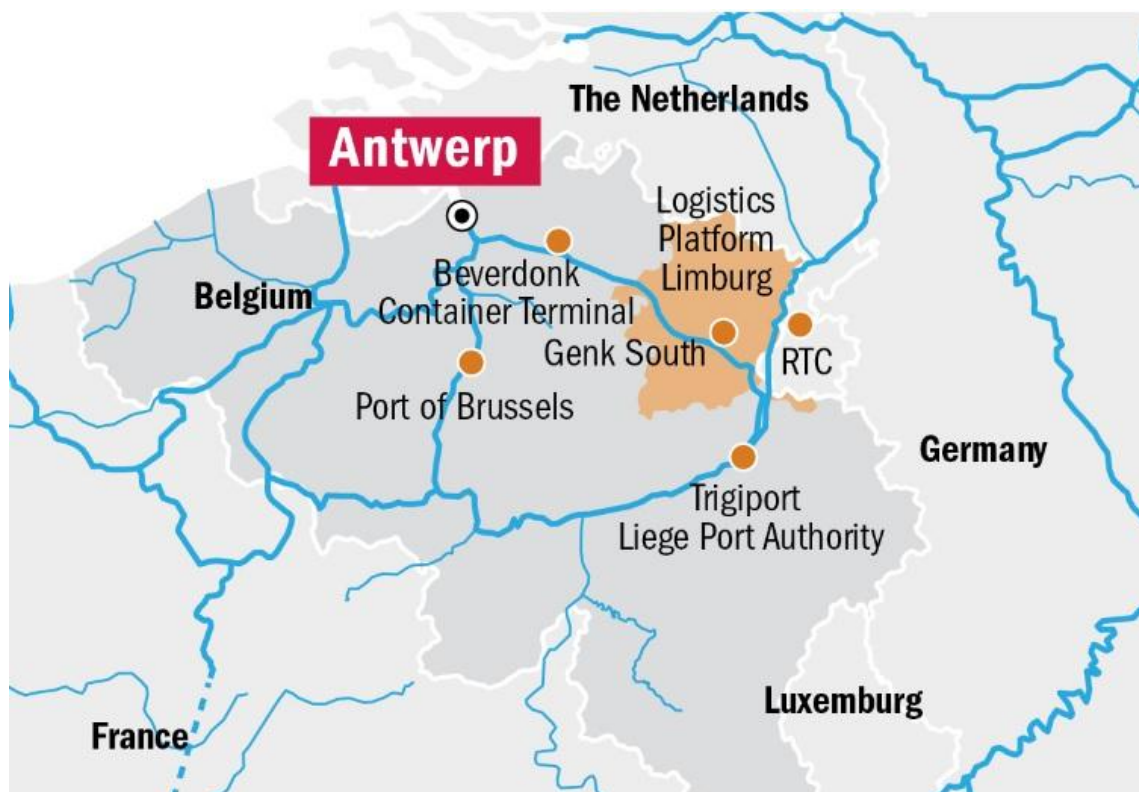 The Netherlands
Antwerp
Logistics
Platform
Limburg
Beverdonk
Container Terminal
Belgium
Genk South
RTC
Port of Brussels
Germany
Trigiport
Liege Port Authority
Luxemburg
France